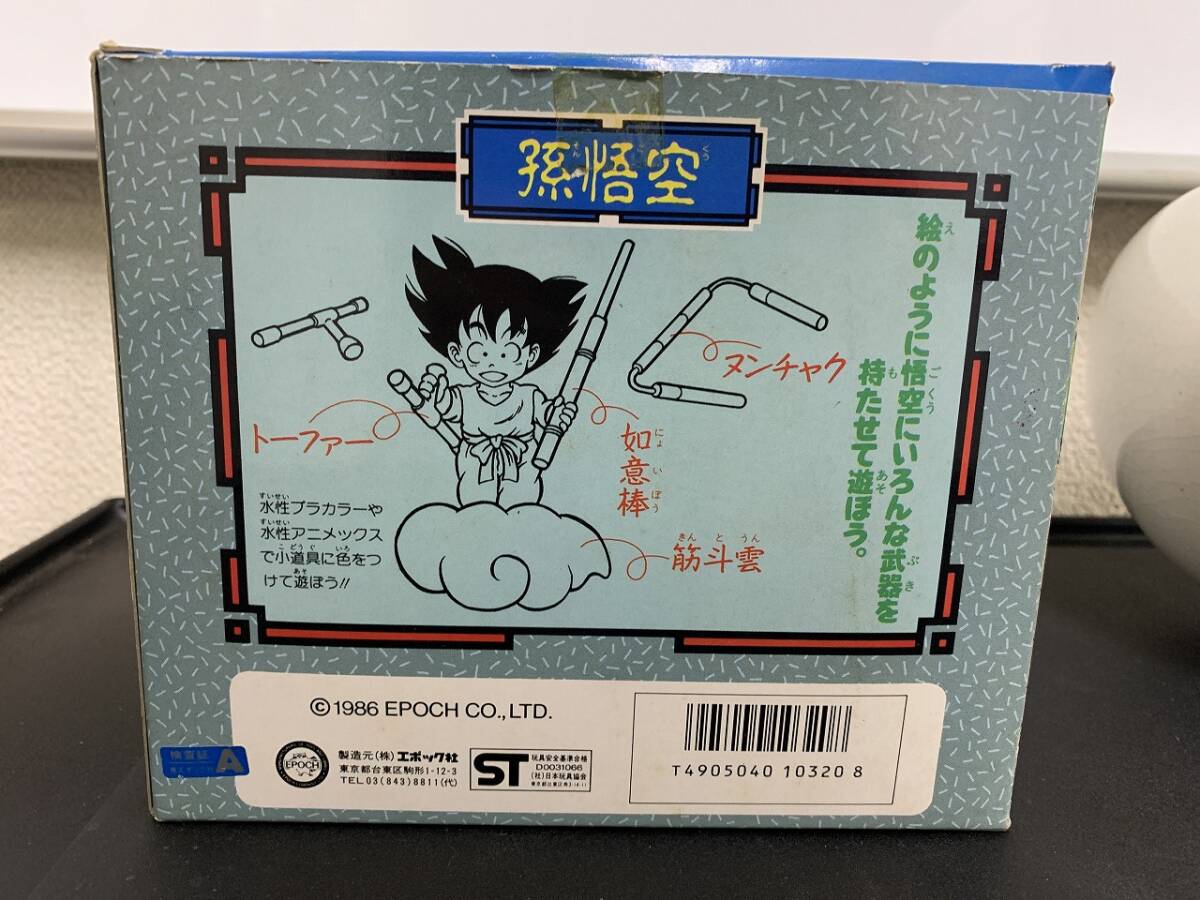 孫悟空
絵のように悟空にいろんな武器を
持たせて遊ぼう。
ヌンチャク
トーファー
如意棒
筋斗雲
水性プラカラーや
水性アニメックス
で小道具に色をつ
けて遊ぼう!!
©1986 EPOCH CO.,LTD.
検査証 A
EPOCH
製造元(株)エポック社
東京都台東区駒形1-12-3
TEL 03(843)8811(代)
ST
玩具安全基準合格
D0031066
(社)日本玩具協会
T4905040 10320 8